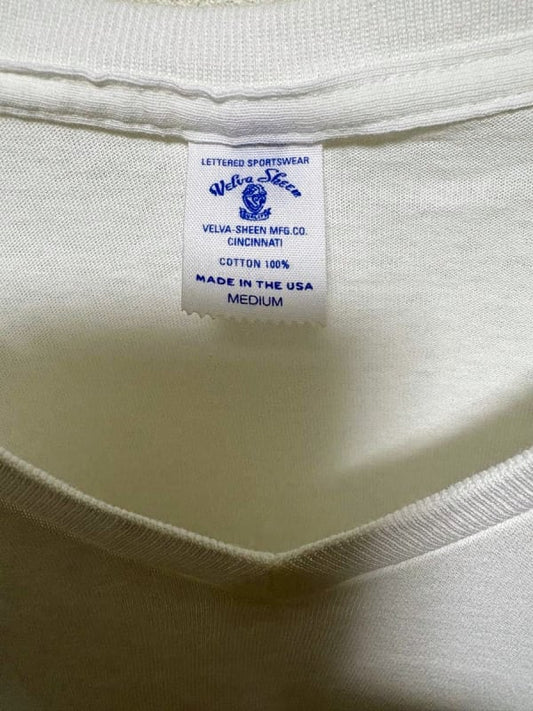 LETTERED SPORTSWEAR
Velva Sheen
VELVA-SHEEN MFG.CO.
CINCINNATI
COTTON 100%
MADE IN THE USA
MEDIUM